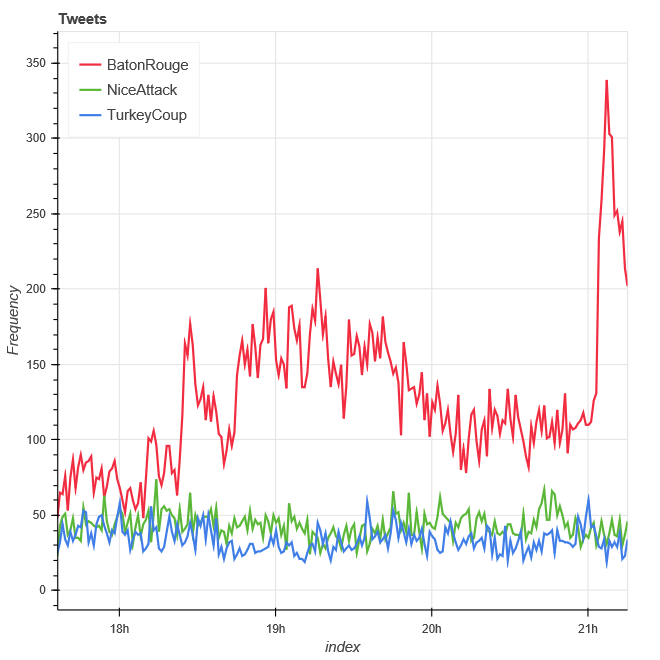 Tweets
BatonRouge
NiceAttack
TurkeyCoup
350
300
250
200
150
100
50
0
Frequency
18h 19h 20h 21h
index